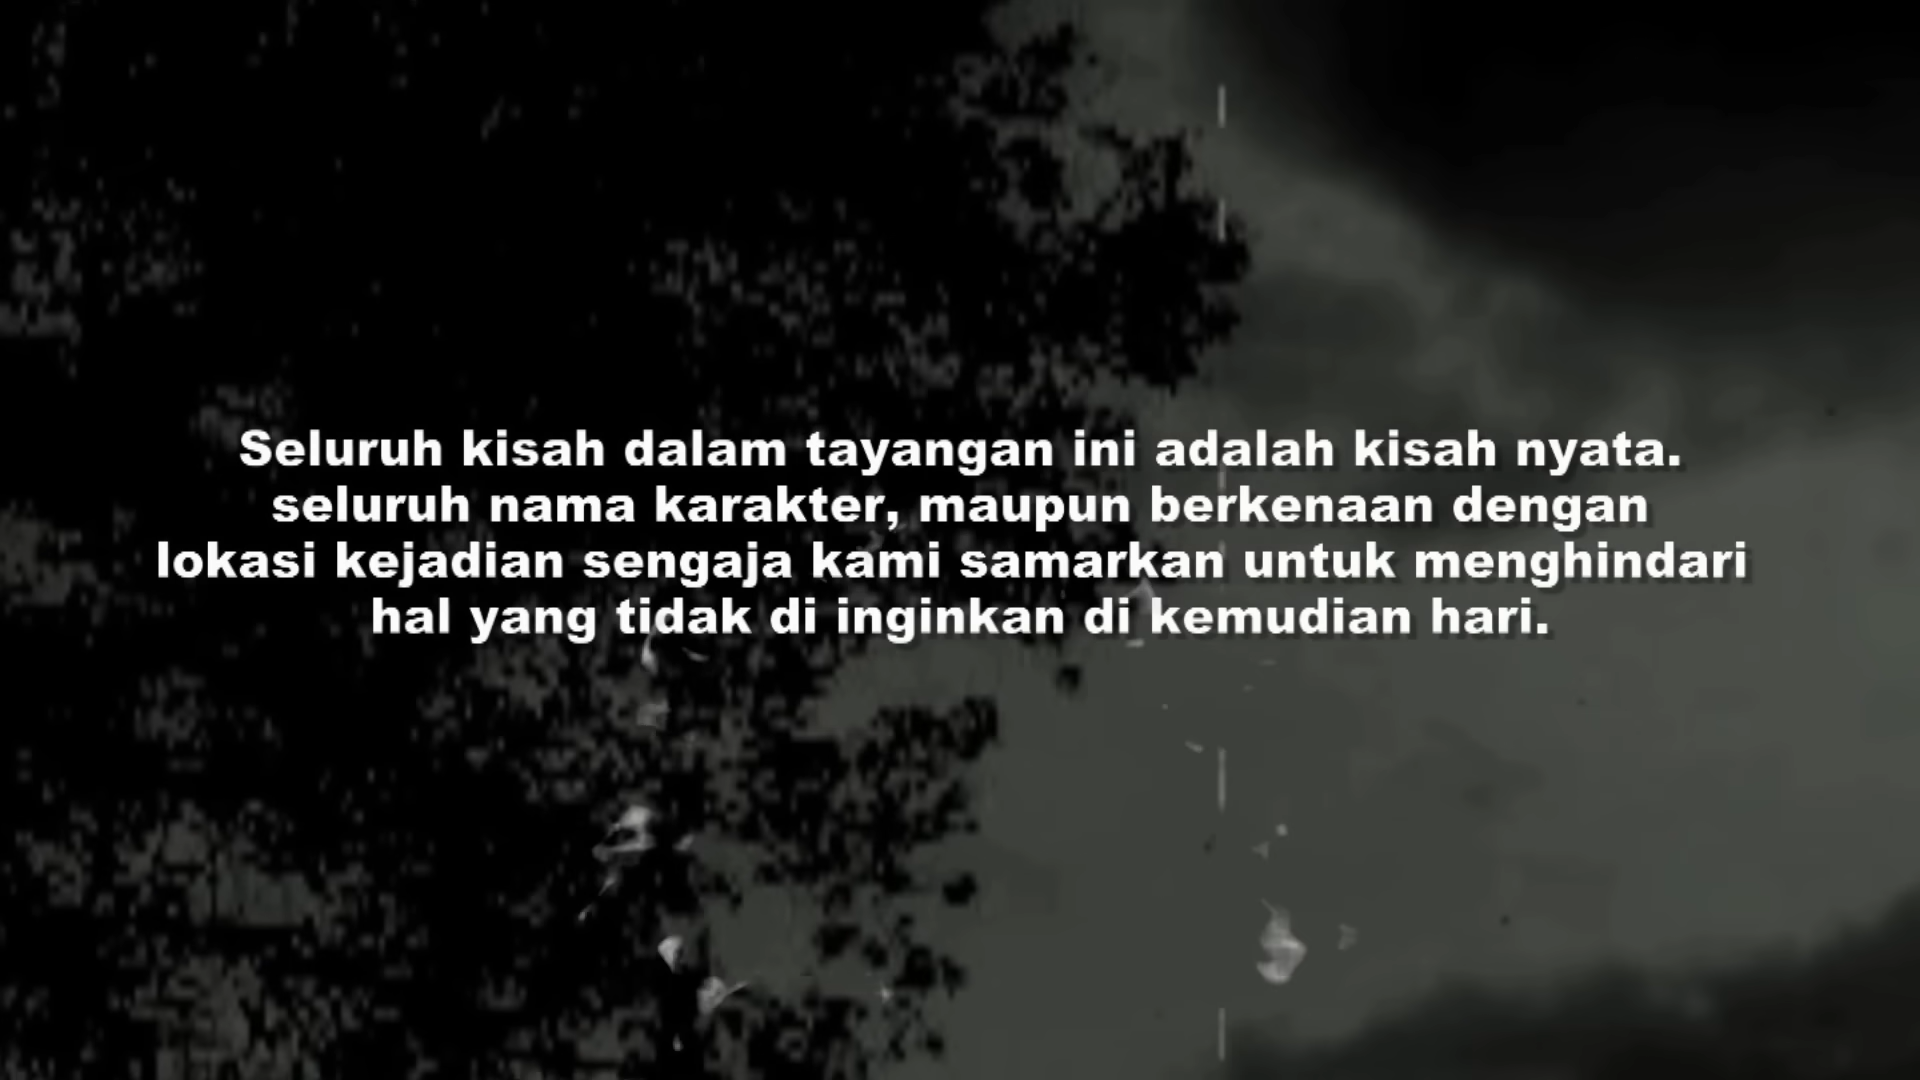 Seluruh kisah dalam tayangan ini adalah kisah nyata.
seluruh nama karakter, maupun berkenaan dengan
lokasi kejadian sengaja kami samarkan untuk menghindari
hal yang tidak di inginkan di kemudian hari.